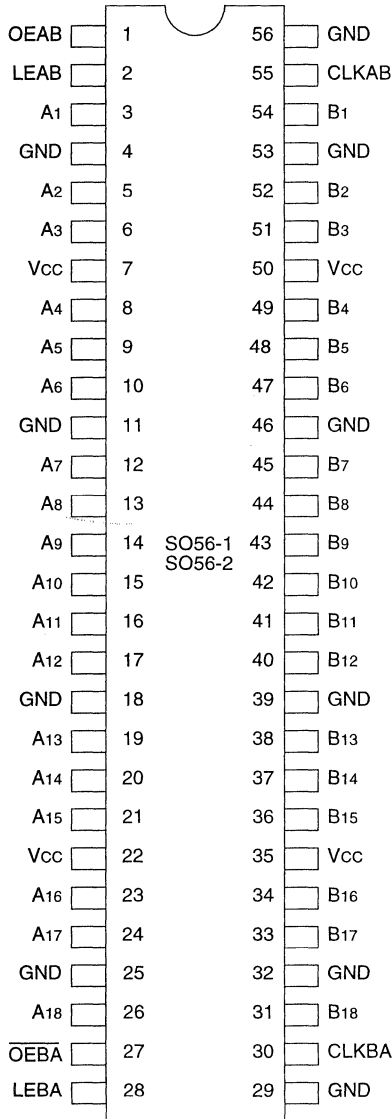 OEAB 1 56 GND
LEAB 2 55 CLKAB
A1 3 54 B1
GND 4 53 GND
A2 5 52 B2
A3 6 51 B3
VCC 7 50 VCC
A4 8 49 B4
A5 9 48 B5
A6 10 47 B6
GND 11 46 GND
A7 12 45 B7
A8 13 44 B8
A9 14 SO56-1 43 B9
SO56-2
A10 15 42 B10
A11 16 41 B11
A12 17 40 B12
GND 18 39 GND
A13 19 38 B13
A14 20 37 B14
A15 21 36 B15
VCC 22 35 VCC
A16 23 34 B16
A17 24 33 B17
GND 25 32 GND
A18 26 31 B18
O̅E̅B̅A̅ 27 30 CLKBA
LEBA 28 29 GND